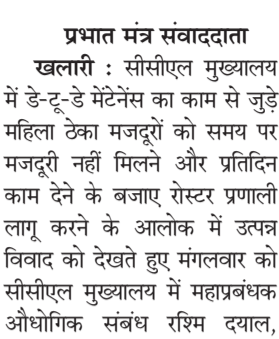 प्रभात मंत्र संवाददाता
खलारी : सीसीएल मुख्यालय
में डे-टू-डे मेंटेनेंस का काम से जुड़े
महिला ठेका मजदूरों को समय पर
मजदूरी नहीं मिलने और प्रतिदिन
काम देने के बजाए रोस्टर प्रणाली
लागू करने के आलोक में उत्पन्न
विवाद को देखते हुए मंगलवार को
सीसीएल मुख्यालय में महाप्रबंधक
औधोगिक संबंध रश्मि दयाल,